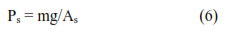 Pₛ = mg/Aₛ (6)